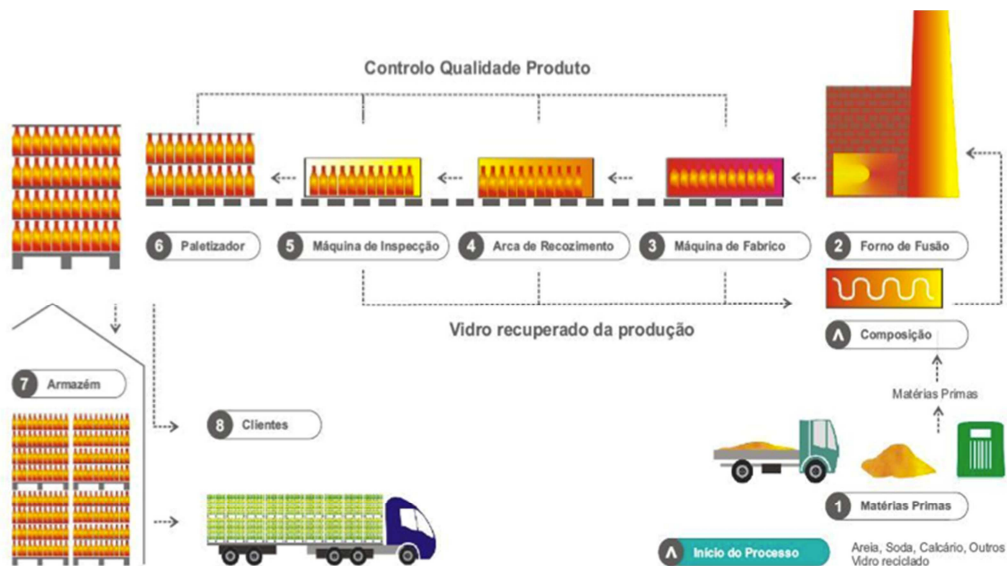 Controlo Qualidade Produto
6 Paletizador
5 Máquina de Inspecção
4 Arca de Recozimento
3 Máquina de Fabrico
2 Forno de Fusão
Vidro recuperado da produção
Composição
7 Armazém
Matérias Primas
8 Clientes
1 Matérias Primas
Início do Processo
Areia, Soda, Calcário, Outros
Vidro reciclado